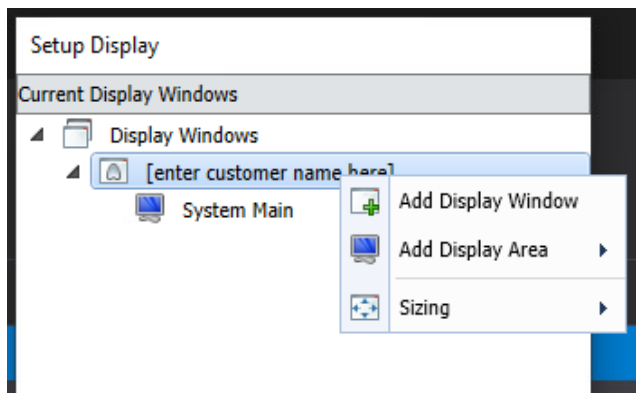 Setup Display
Current Display Windows
Display Windows
[enter customer name here]
System Main
Add Display Window
Add Display Area
Sizing